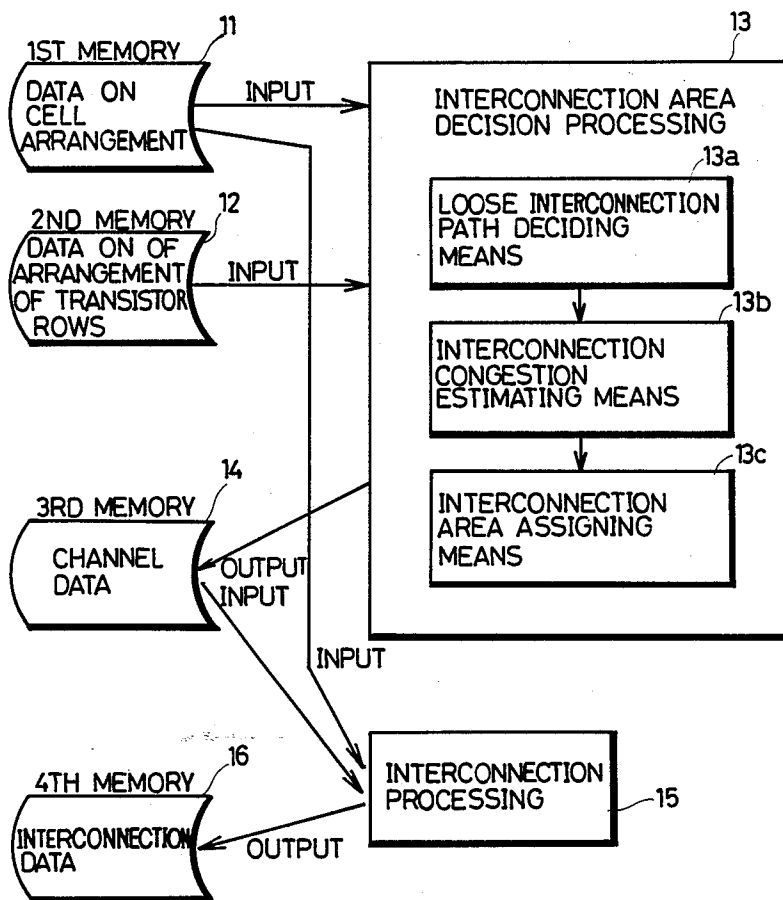 11
1ST MEMORY
DATA ON
CELL
ARRANGEMENT
INPUT
13
INTERCONNECTION AREA
DECISION PROCESSING
13a
LOOSE INTERCONNECTION
PATH DECIDING
MEANS
2ND MEMORY
12
DATA ON OF
ARRANGEMENT
OF TRANSISTOR
ROWS
INPUT
13b
INTERCONNECTION
CONGESTION
ESTIMATING MEANS
13c
INTERCONNECTION
AREA ASSIGNING
MEANS
14
3RD MEMORY
CHANNEL
DATA
OUTPUT
INPUT
INPUT
INTERCONNECTION
PROCESSING
15
16
4TH MEMORY
INTERCONNECTION
DATA
OUTPUT